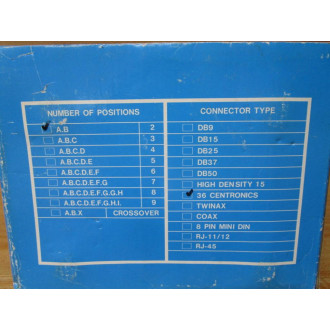 NUMBER OF POSITIONS
A.B 2
A.B.C 3
A.B.C.D 4
A.B.C.D.E 5
A.B.C.D.E.F 6
A.B.C.D.E.F.G 7
A.B.C.D.E.F.G.H 8
A.B.C.D.E.F.G.H.I. 9
A.B.X CROSSOVER
CONNECTOR TYPE
DB9
DB15
DB25
DB37
DB50
HIGH DENSITY 15
36 CENTRONICS
TWINAX
COAX
8 PIN MINI DIN
RJ-11/12
RJ-45